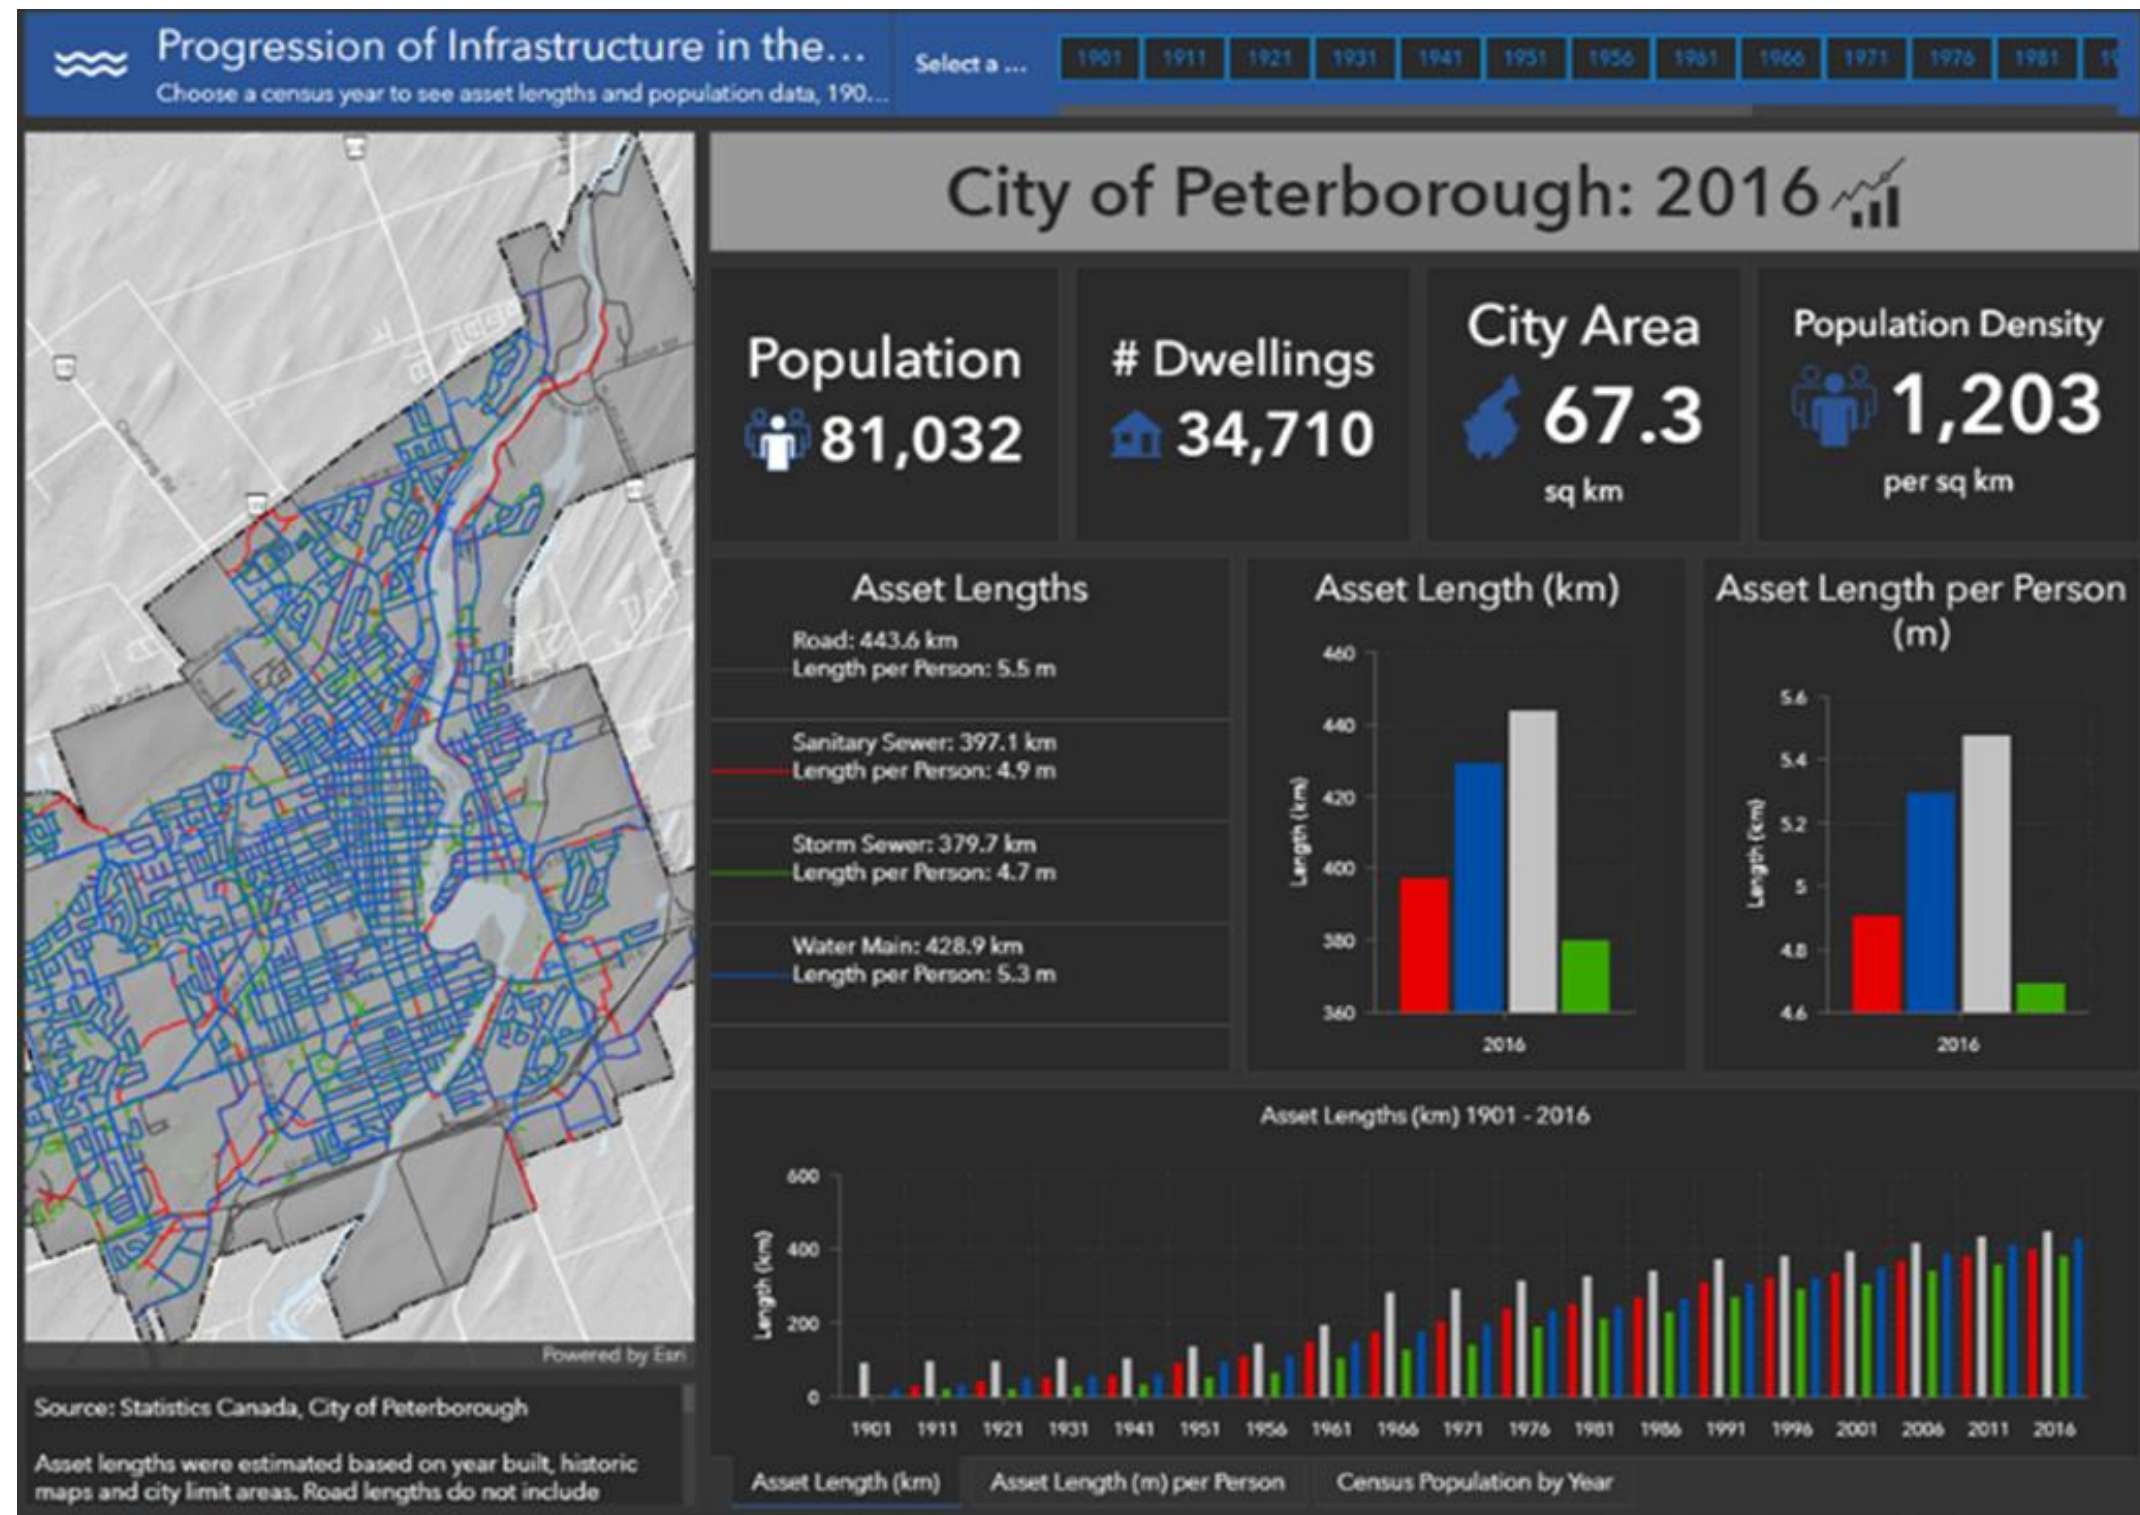 Progression of Infrastructure in the...
Choose a census year to see asset lengths and population data, 190...
Select a ...
1901 1911 1921 1931 1941 1951 1956 1961 1966 1971 1976 1981
City of Peterborough: 2016
Population
81,032
# Dwellings
34,710
City Area
67.3
sq km
Population Density
1,203
per sq km
Asset Lengths
Road: 443.6 km
Length per Person: 5.5 m
Sanitary Sewer: 397.1 km
Length per Person: 4.9 m
Storm Sewer: 379.7 km
Length per Person: 4.7 m
Water Main: 428.9 km
Length per Person: 5.3 m
Asset Length (km)
460
440
420
400
380
360
Length (km)
2016
Asset Length per Person
(m)
5.6
5.4
5.2
5
4.8
4.6
Length (km)
2016
Asset Lengths (km) 1901 - 2016
600
400
200
0
Length (km)
1901 1911 1921 1931 1941 1951 1956 1961 1966 1971 1976 1981 1986 1991 1996 2001 2006 2011 2016
Asset Length (km) Asset Length (m) per Person Census Population by Year
Powered by Esri
Source: Statistics Canada, City of Peterborough
Asset lengths were estimated based on year built, historic
maps and city limit areas. Road lengths do not include